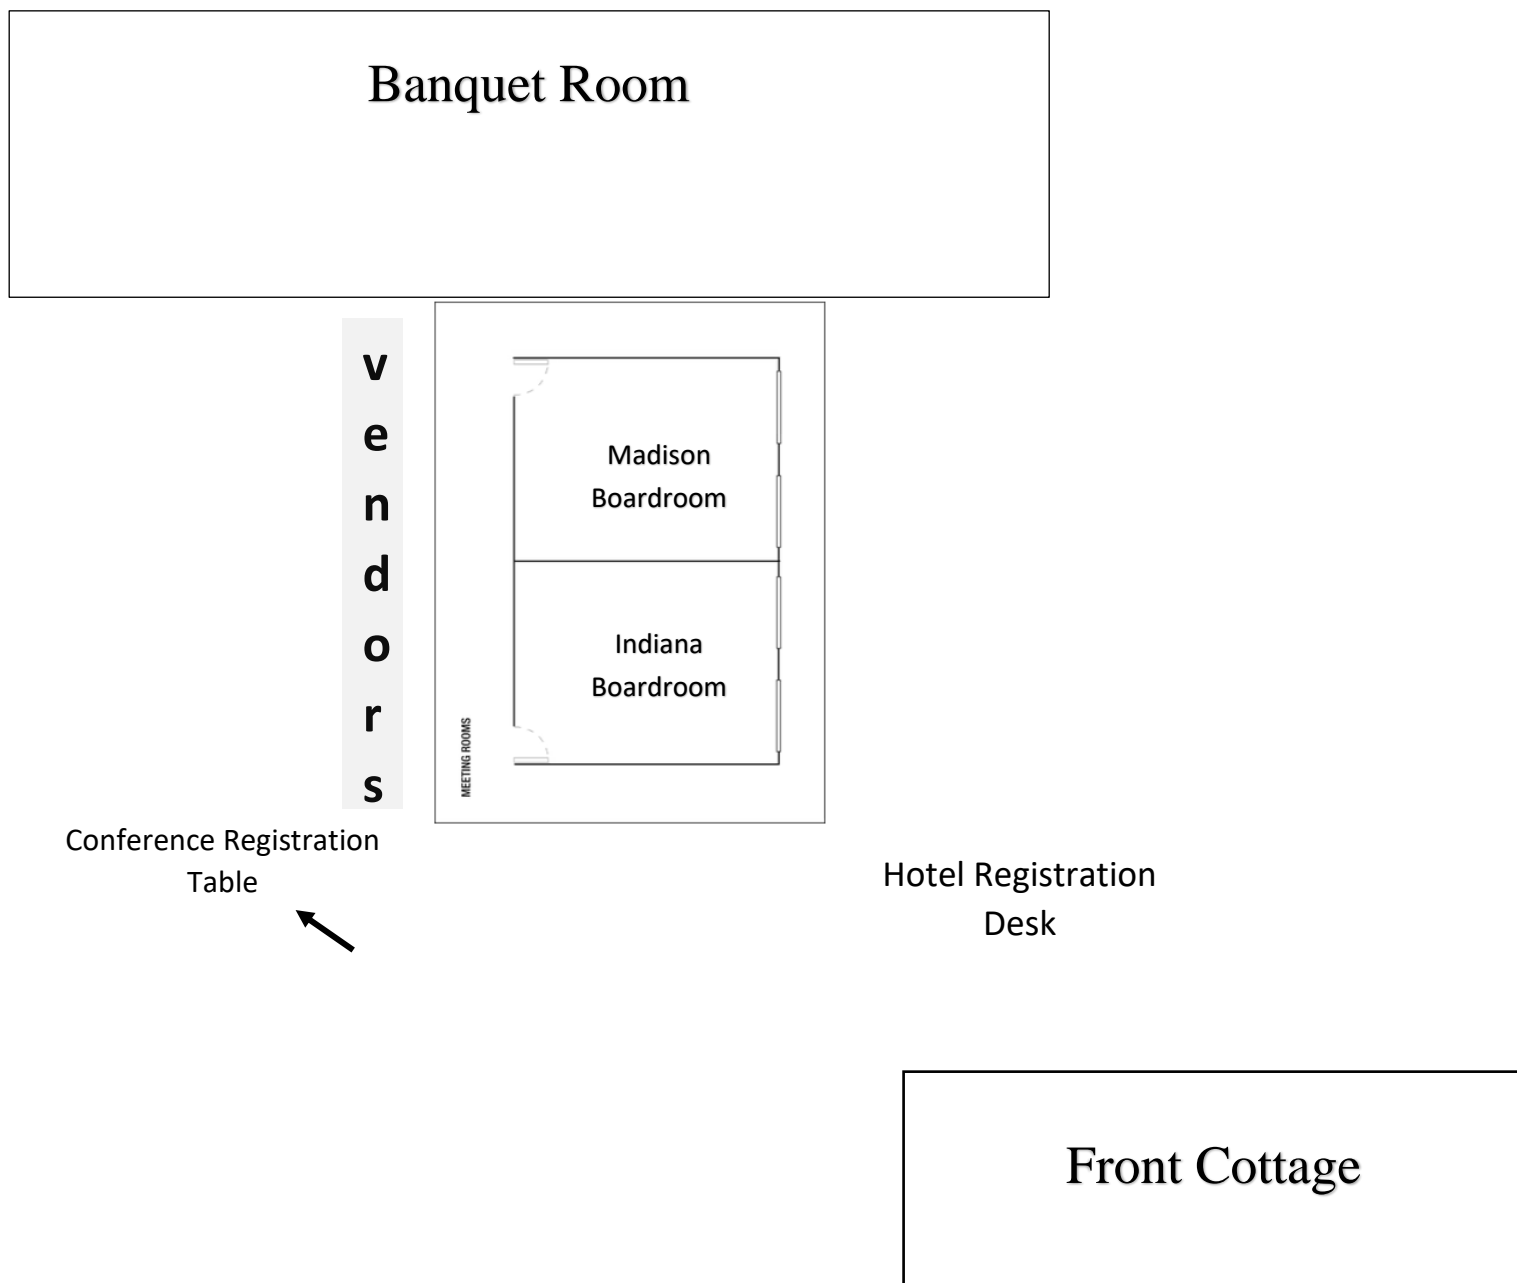 Banquet Room
v
e
n
d
o
r
s
Madison
Boardroom
Indiana
Boardroom
MEETING ROOMS
Conference Registration
Table
Hotel Registration
Desk
Front Cottage